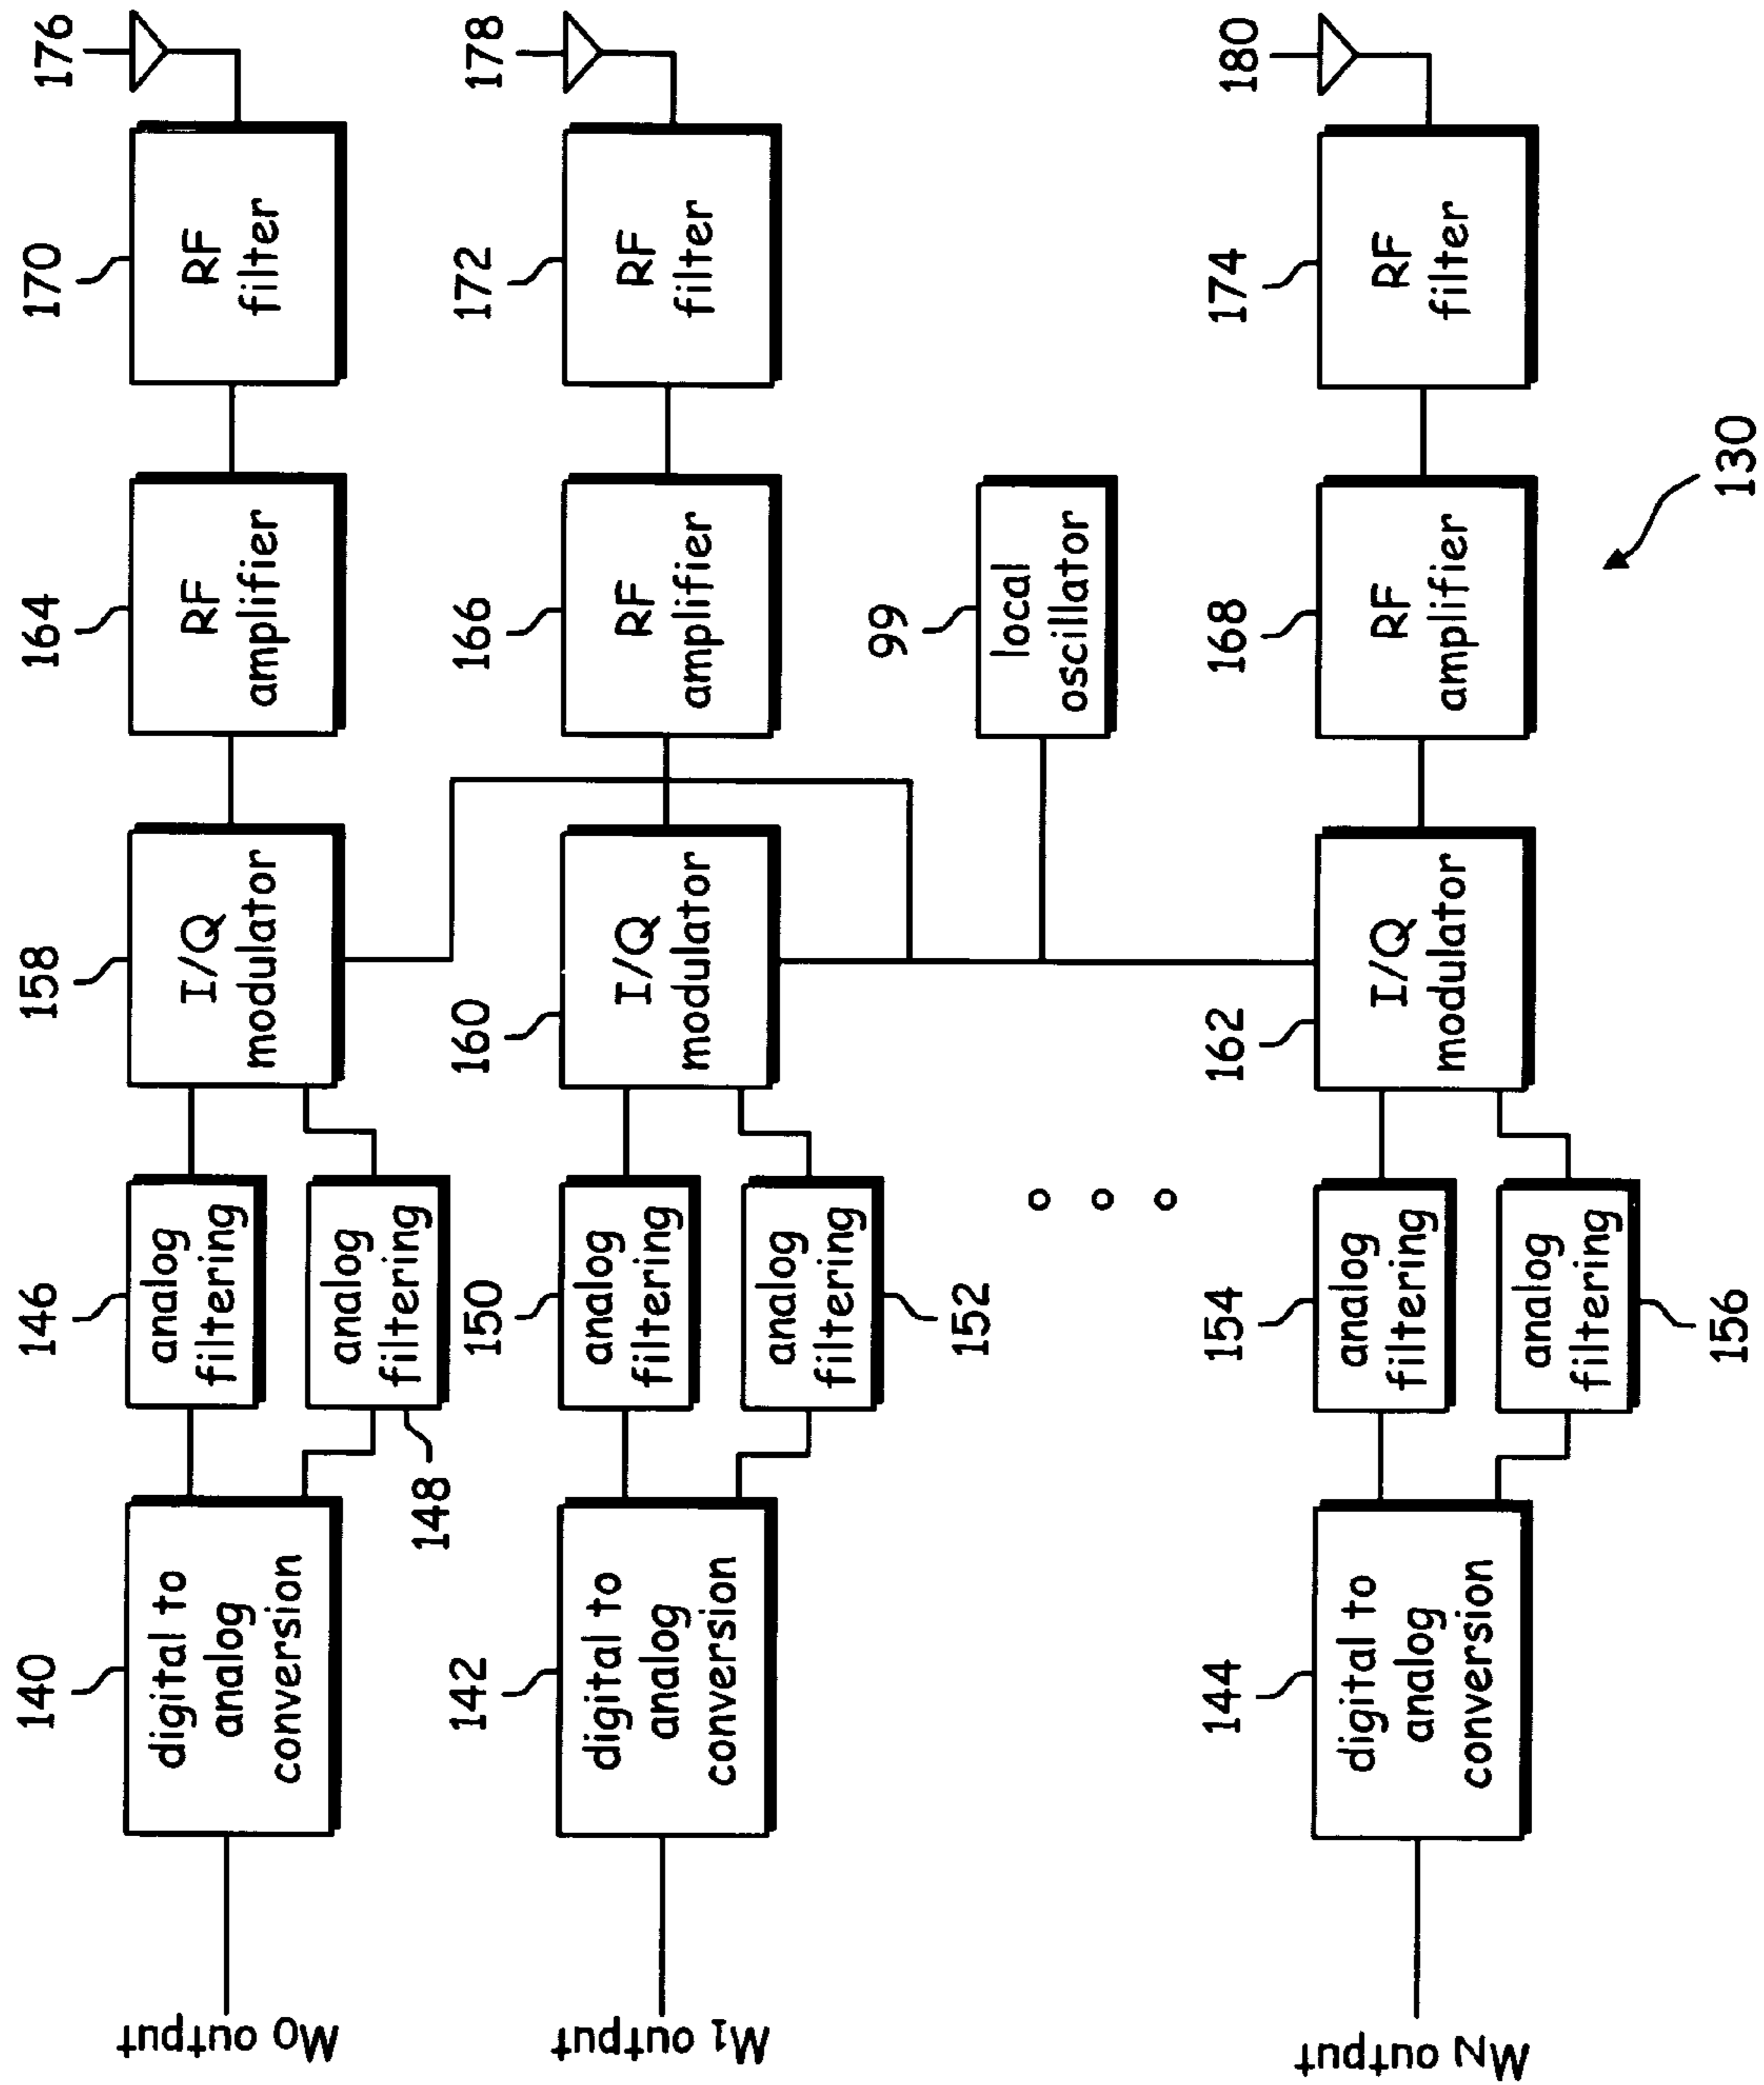 M0 output
140
digital to
analog
conversion
146
analog
filtering
148
analog
filtering
158
I/Q
modulator
164
RF
amplifier
170
RF
filter
176
M1 output
142
digital to
analog
conversion
150
analog
filtering
152
analog
filtering
160
I/Q
modulator
166
RF
amplifier
172
RF
filter
178
99
local
oscillator
MN output
144
digital to
analog
conversion
154
analog
filtering
156
analog
filtering
162
I/Q
modulator
168
RF
amplifier
174
RF
filter
180
130